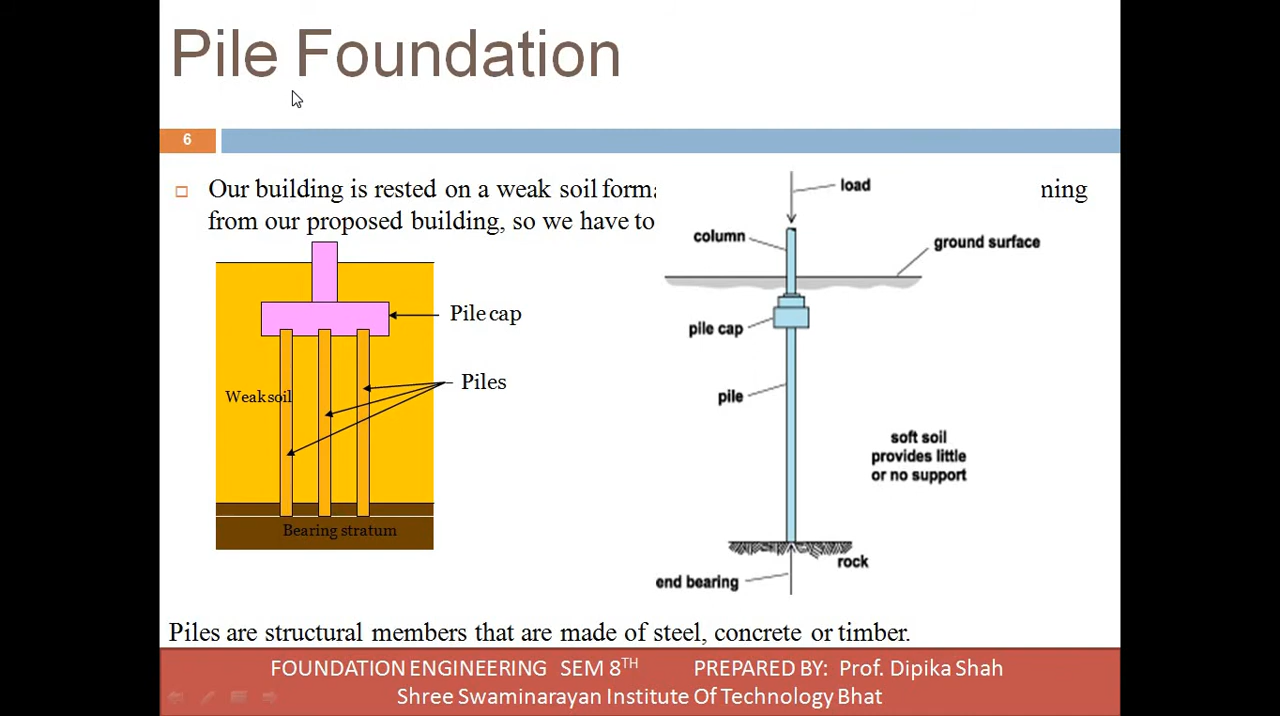 Pile Foundation
6
Our building is rested on a weak soil
ning
from our proposed building, so we have to
load
column
ground surface
Pile cap
pile cap
Piles
Weak soil
pile
soft soil
provides little
or no support
Bearing stratum
rock
end bearing
Piles are structural members that are made of steel, concrete or timber.
FOUNDATION ENGINEERING SEM 8TH PREPARED BY: Prof. Dipika Shah
Shree Swaminarayan Institute Of Technology Bhat